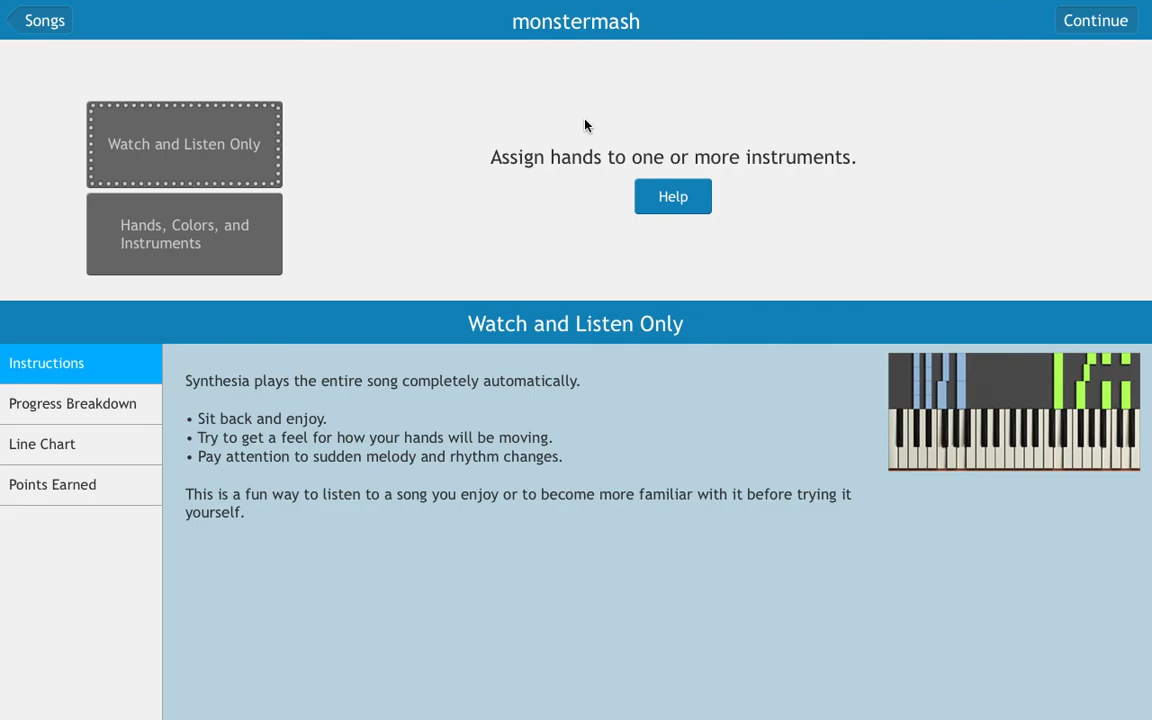 Songs
monstermash
Continue
Watch and Listen Only
Assign hands to one or more instruments.
Help
Hands, Colors, and
Instruments
Watch and Listen Only
Instructions
Progress Breakdown
Line Chart
Points Earned
Synthesia plays the entire song completely automatically.
• Sit back and enjoy.
• Try to get a feel for how your hands will be moving.
• Pay attention to sudden melody and rhythm changes.
This is a fun way to listen to a song you enjoy or to become more familiar with it before trying it
yourself.